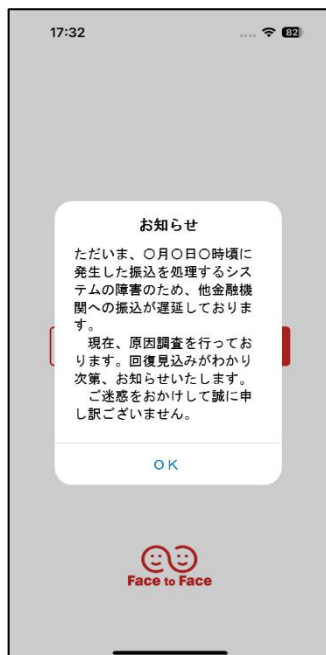 17:32
82
お知らせ
ただいま、〇月〇日〇時頃に
発生した振込を処理するシス
テムの障害のため、他金融機
関への振込が遅延しておりま
す。
　現在、原因調査を行ってお
ります。回復見込みがわかり
次第、お知らせいたします。
　ご迷惑をおかけして誠に申
し訳ございません。
OK
Face to Face